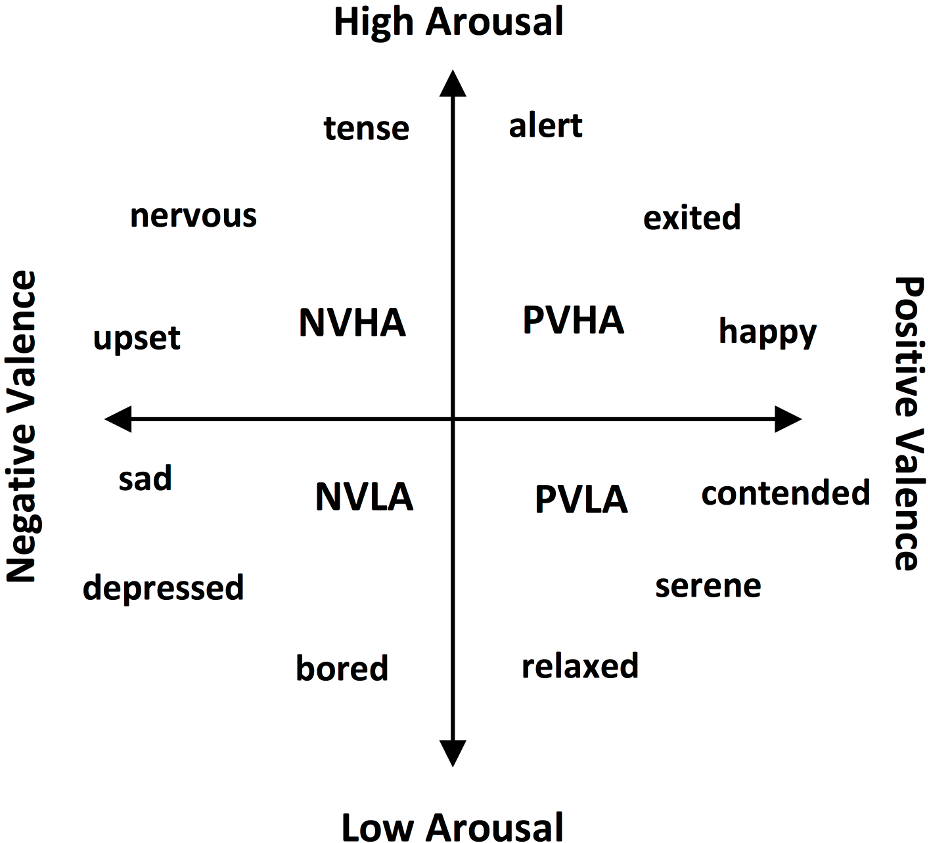 High Arousal
tense
alert
nervous
exited
NVHA
PVHA
upset
happy
Negative Valence
Positive Valence
sad
NVLA
PVLA
contended
depressed
serene
bored
relaxed
Low Arousal